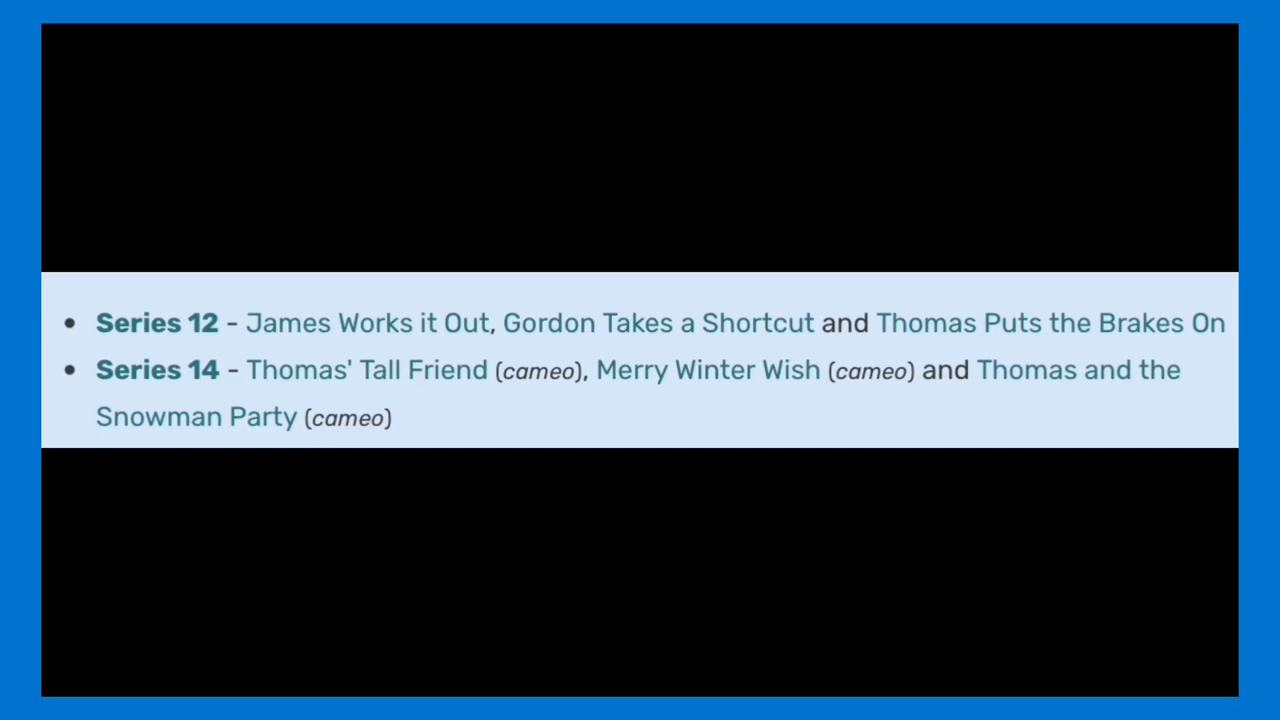 • Series 12 - James Works it Out, Gordon Takes a Shortcut and Thomas Puts the Brakes On
• Series 14 - Thomas' Tall Friend (cameo), Merry Winter Wish (cameo) and Thomas and the
Snowman Party (cameo)